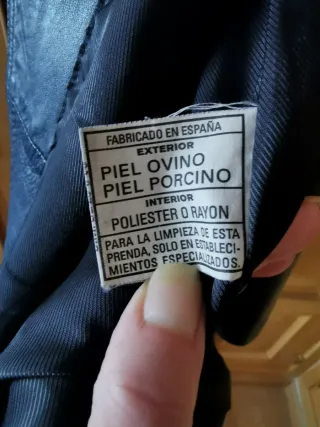 FABRICADO EN ESPAÑA
EXTERIOR
PIEL OVINO
PIEL PORCINO
INTERIOR
POLIESTER O RAYON
PARA LA LIMPIEZA DE ESTA
PRENDA, SOLO EN ESTABLECI-
MIENTOS ESPECIALIZADOS.